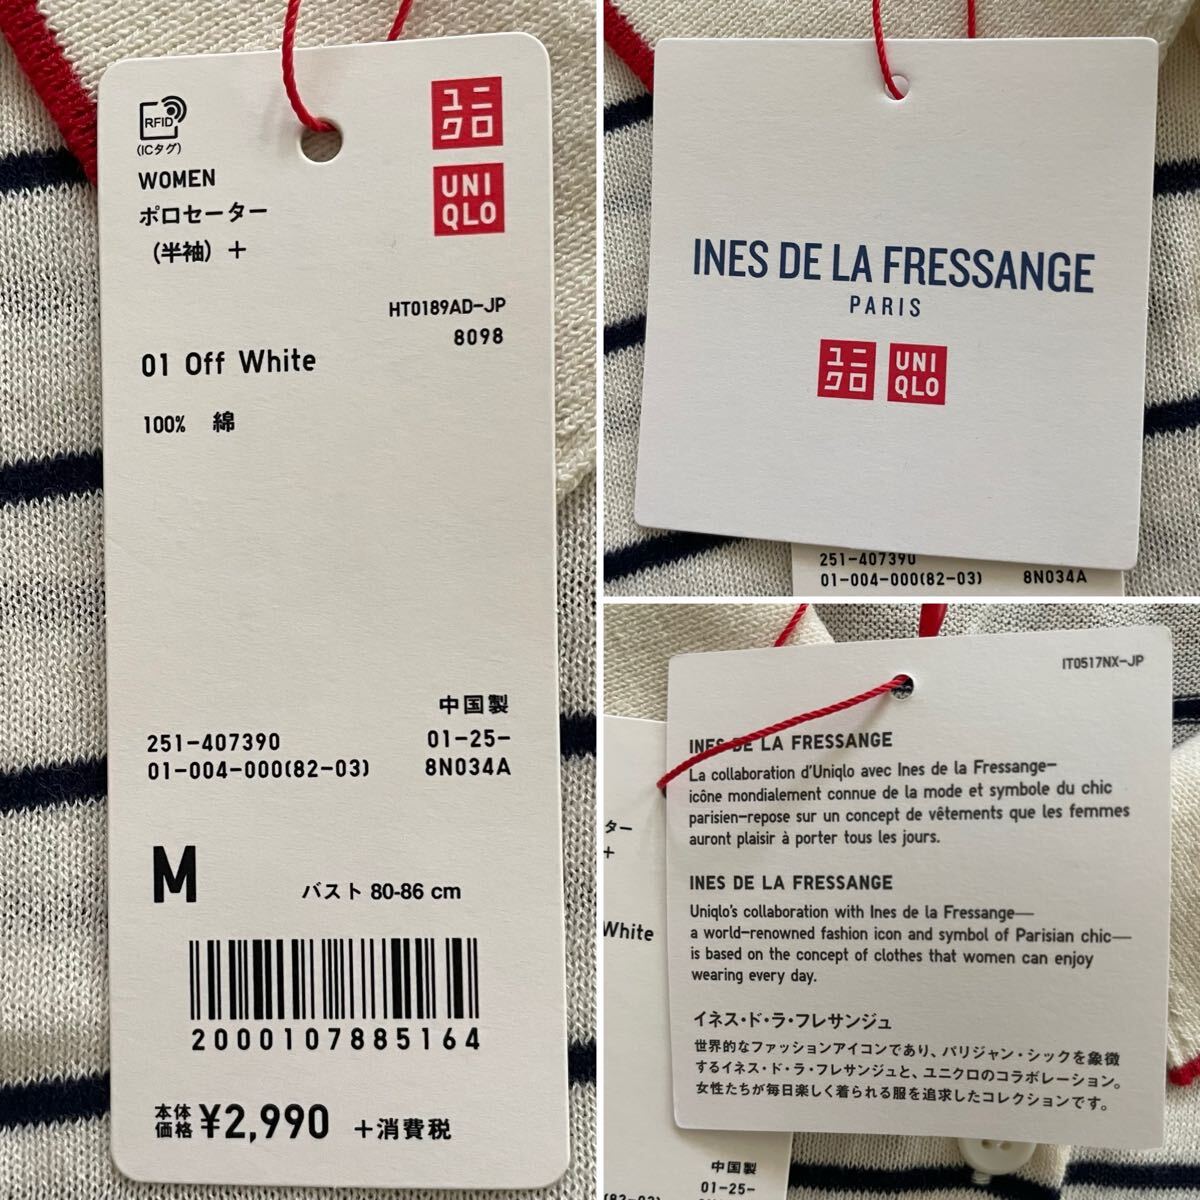 RFID
(ICタグ)
WOMEN
ポロセーター
(半袖) +
ユニ
クロ
UNI
QLO
HT0189AD-JP
8098
01 Off White
100% 綿
中国製
251-407390 01-25-
01-004-000(82-03) 8N034A
M バスト 80-86 cm
2000107885164
本体
価格 ¥2,990 +消費税
INES DE LA FRESSANGE
PARIS
ユニ
クロ
UNI
QLO
251-407390
01-004-000(82-03) 8N034A
IT0517NX-JP
INES DE LA FRESSANGE
La collaboration d'Uniqlo avec Ines de la Fressange—
icône mondialement connue de la mode et symbole du chic
parisien—repose sur un concept de vêtements que les femmes
auront plaisir à porter tous les jours.
INES DE LA FRESSANGE
Uniqlo's collaboration with Ines de la Fressange—
a world-renowned fashion icon and symbol of Parisian chic—
is based on the concept of clothes that women can enjoy
wearing every day.
イネス・ド・ラ・フレサンジュ
世界的なファッションアイコンであり、パリジャン・シックを象徴
するイネス・ド・ラ・フレサンジュと、ユニクロのコラボレーション。
女性たちが毎日楽しく着られる服を追求したコレクションです。
ター
+
White
中国製
01-25-